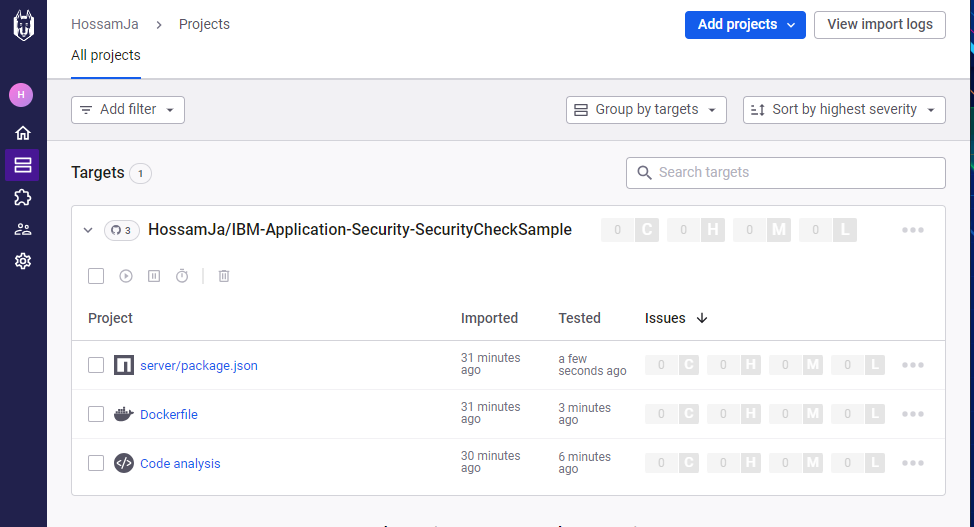 HossamJa > Projects
Add projects
View import logs
All projects
H
Add filter
Group by targets
Sort by highest severity
Targets 1
Search targets
3 HossamJa/IBM-Application-Security-SecurityCheckSample 0 C 0 H 0 M 0 L
Project Imported Tested Issues
server/package.json 31 minutes ago a few seconds ago 0 C 0 H 0 M 0 L
Dockerfile 31 minutes ago 3 minutes ago 0 C 0 H 0 M 0 L
Code analysis 30 minutes ago 6 minutes ago 0 C 0 H 0 M 0 L